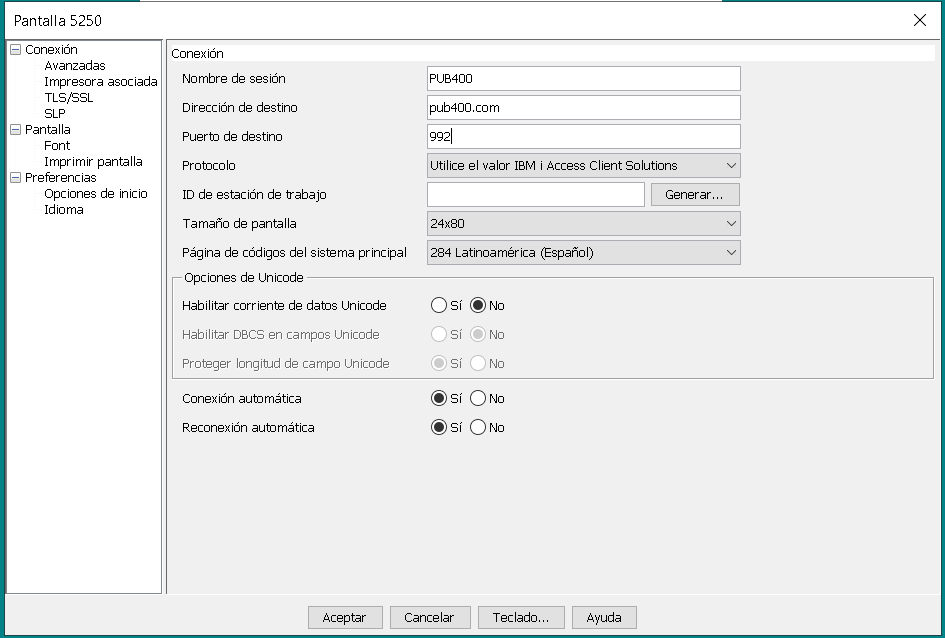 Pantalla 5250
Conexión
Avanzadas
Impresora asociada
TLS/SSL
SLP
Pantalla
Font
Imprimir pantalla
Preferencias
Opciones de inicio
Idioma
Conexión
Nombre de sesión PUB400
Dirección de destino pub400.com
Puerto de destino 992
Protocolo Utilice el valor IBM i Access Client Solutions
ID de estación de trabajo Generar...
Tamaño de pantalla 24x80
Página de códigos del sistema principal 284 Latinoamérica (Español)
Opciones de Unicode
Habilitar corriente de datos Unicode Sí No
Habilitar DBCS en campos Unicode Sí No
Proteger longitud de campo Unicode Sí No
Conexión automática Sí No
Reconexión automática Sí No
Aceptar Cancelar Teclado... Ayuda